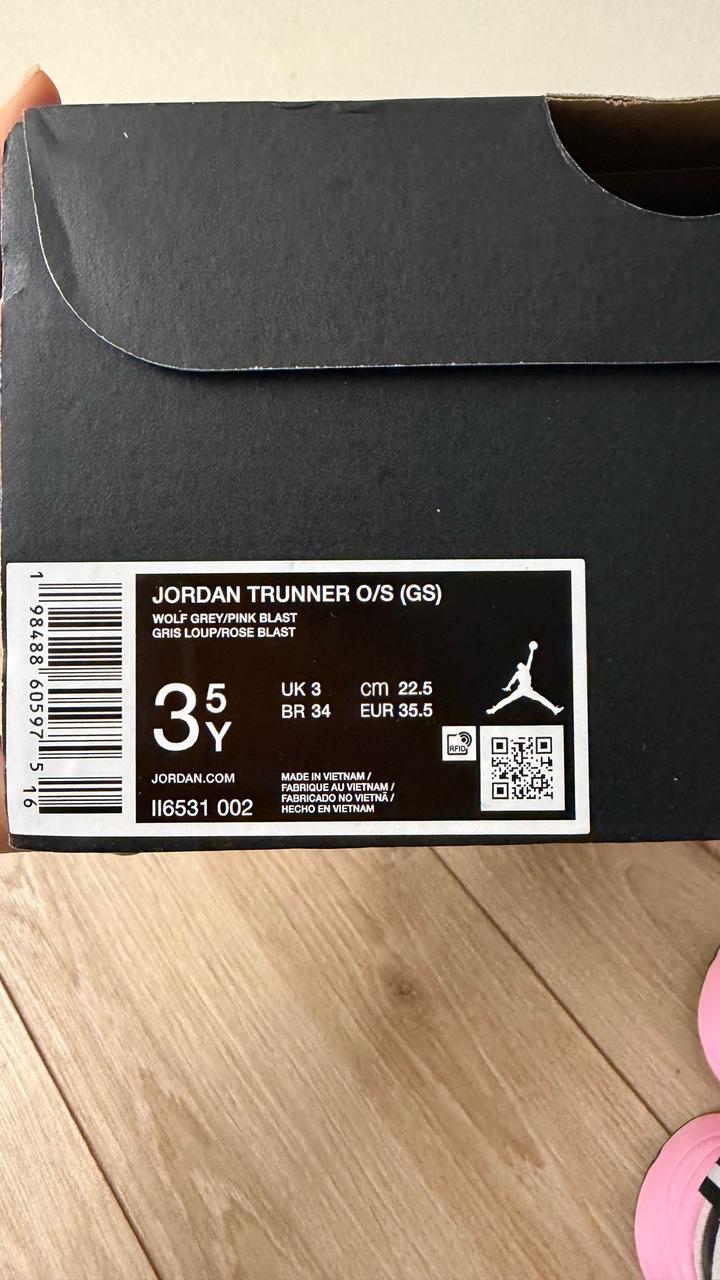 JORDAN TRUNNER O/S (GS)
WOLF GREY/PINK BLAST
GRIS LOUP/ROSE BLAST
3 5 Y
UK 3 cm 22.5
BR 34 EUR 35.5
RFID
JORDAN.COM
II6531 002
MADE IN VIETNAM /
FABRIQUE AU VIETNAM /
FABRICADO NO VIETNÃ /
HECHO EN VIETNAM
1 98488 60597 5 16